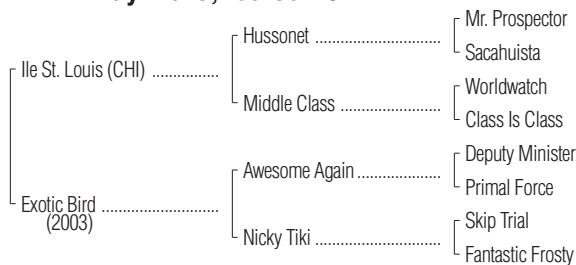 Mr. Prospector
Hussonet
Sacahuista
Ile St. Louis (CHI)
Worldwatch
Middle Class
Class Is Class
Deputy Minister
Awesome Again
Primal Force
Exotic Bird
(2003)
Skip Trial
Nicky Tiki
Fantastic Frosty